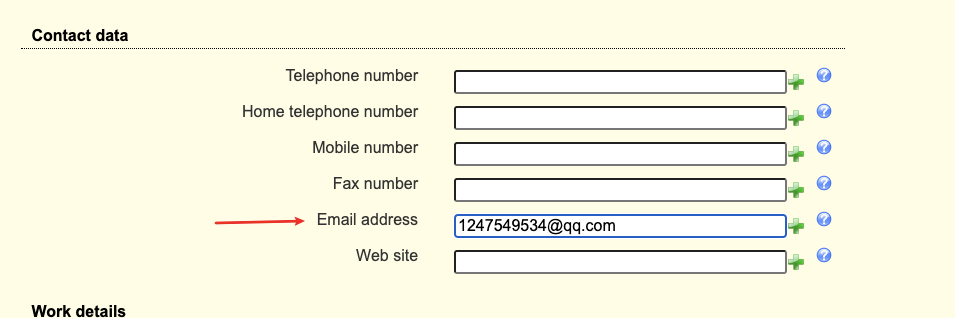 Contact data
Telephone number
Home telephone number
Mobile number
Fax number
Email address 1247549534@qq.com
Web site
Work details